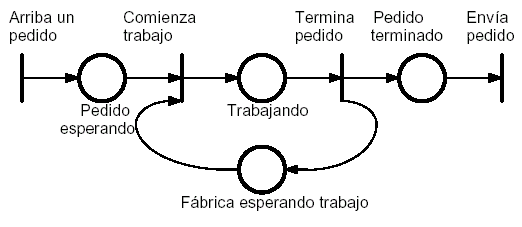 Arriba un
pedido
Comienza
trabajo
Termina
pedido
Pedido
terminado
Envía
pedido
Pedido
esperando
Trabajando
Fábrica esperando trabajo